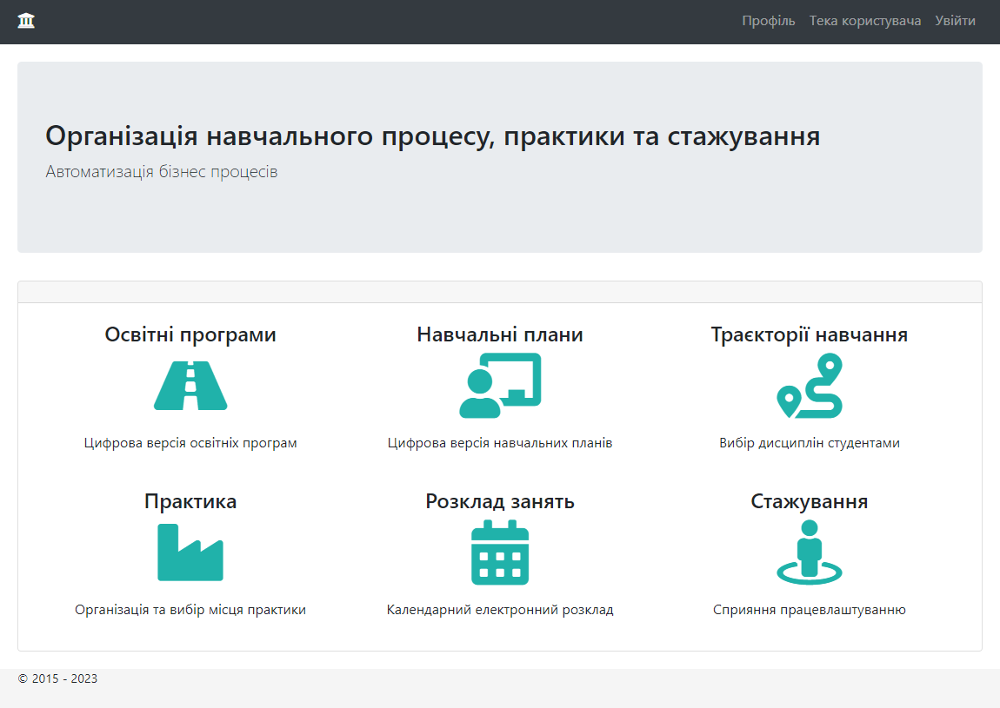 Профіль Тека користувача Увійти
Організація навчального процесу, практики та стажування
Автоматизація бізнес процесів
Освітні програми
Навчальні плани
Траєкторії навчання
Цифрова версія освітніх програм
Цифрова версія навчальних планів
Вибір дисциплін студентами
Практика
Розклад занять
Стажування
Організація та вибір місця практики
Календарний електронний розклад
Сприяння працевлаштуванню
© 2015 - 2023